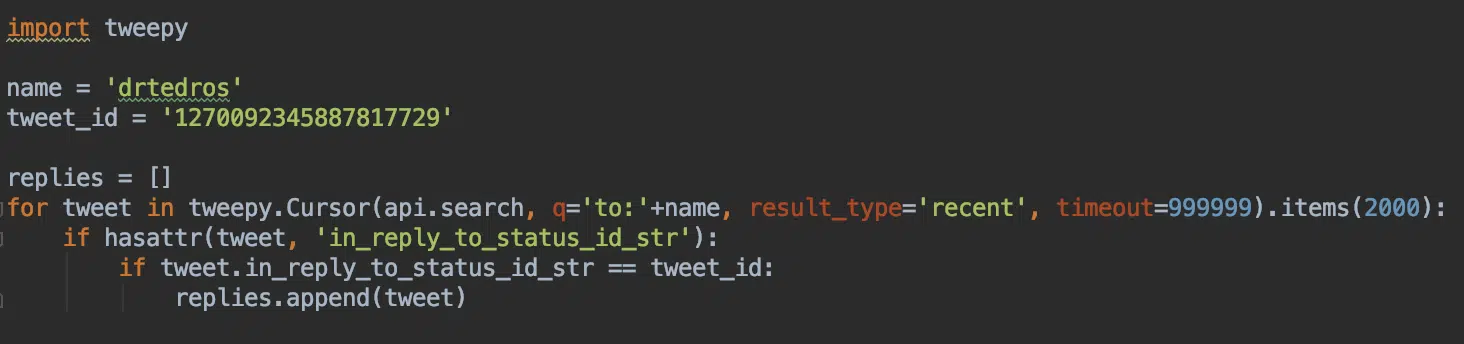 import tweepy
name = 'drtedros'
tweet_id = '1270092345887817729'
replies = []
for tweet in tweepy.Cursor(api.search, q='to:'+name, result_type='recent', timeout=999999).items(2000):
    if hasattr(tweet, 'in_reply_to_status_id_str'):
        if tweet.in_reply_to_status_id_str == tweet_id:
            replies.append(tweet)